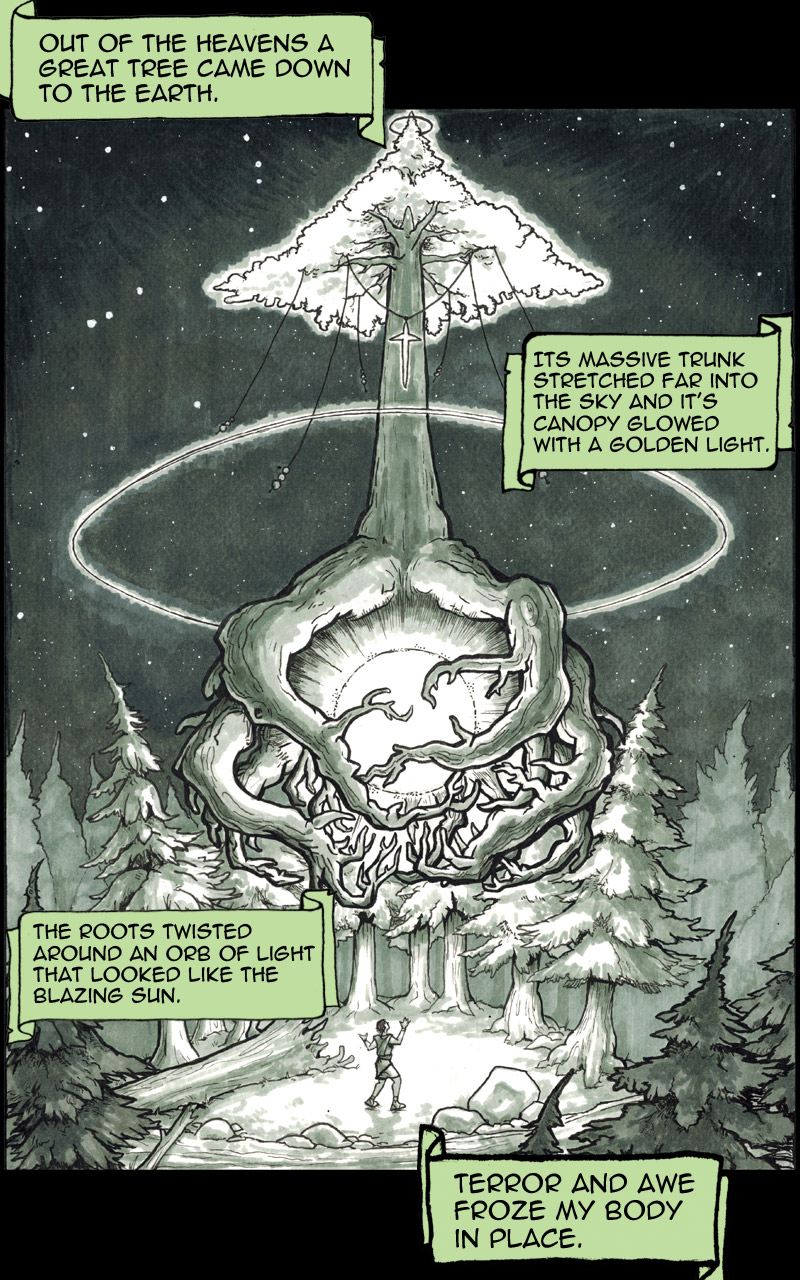 OUT OF THE HEAVENS A
GREAT TREE CAME DOWN
TO THE EARTH.
ITS MASSIVE TRUNK
STRETCHED FAR INTO
THE SKY AND IT'S
CANOPY GLOWED
WITH A GOLDEN LIGHT.
THE ROOTS TWISTED
AROUND AN ORB OF LIGHT
THAT LOOKED LIKE THE
BLAZING SUN.
TERROR AND AWE
FROZE MY BODY
IN PLACE.